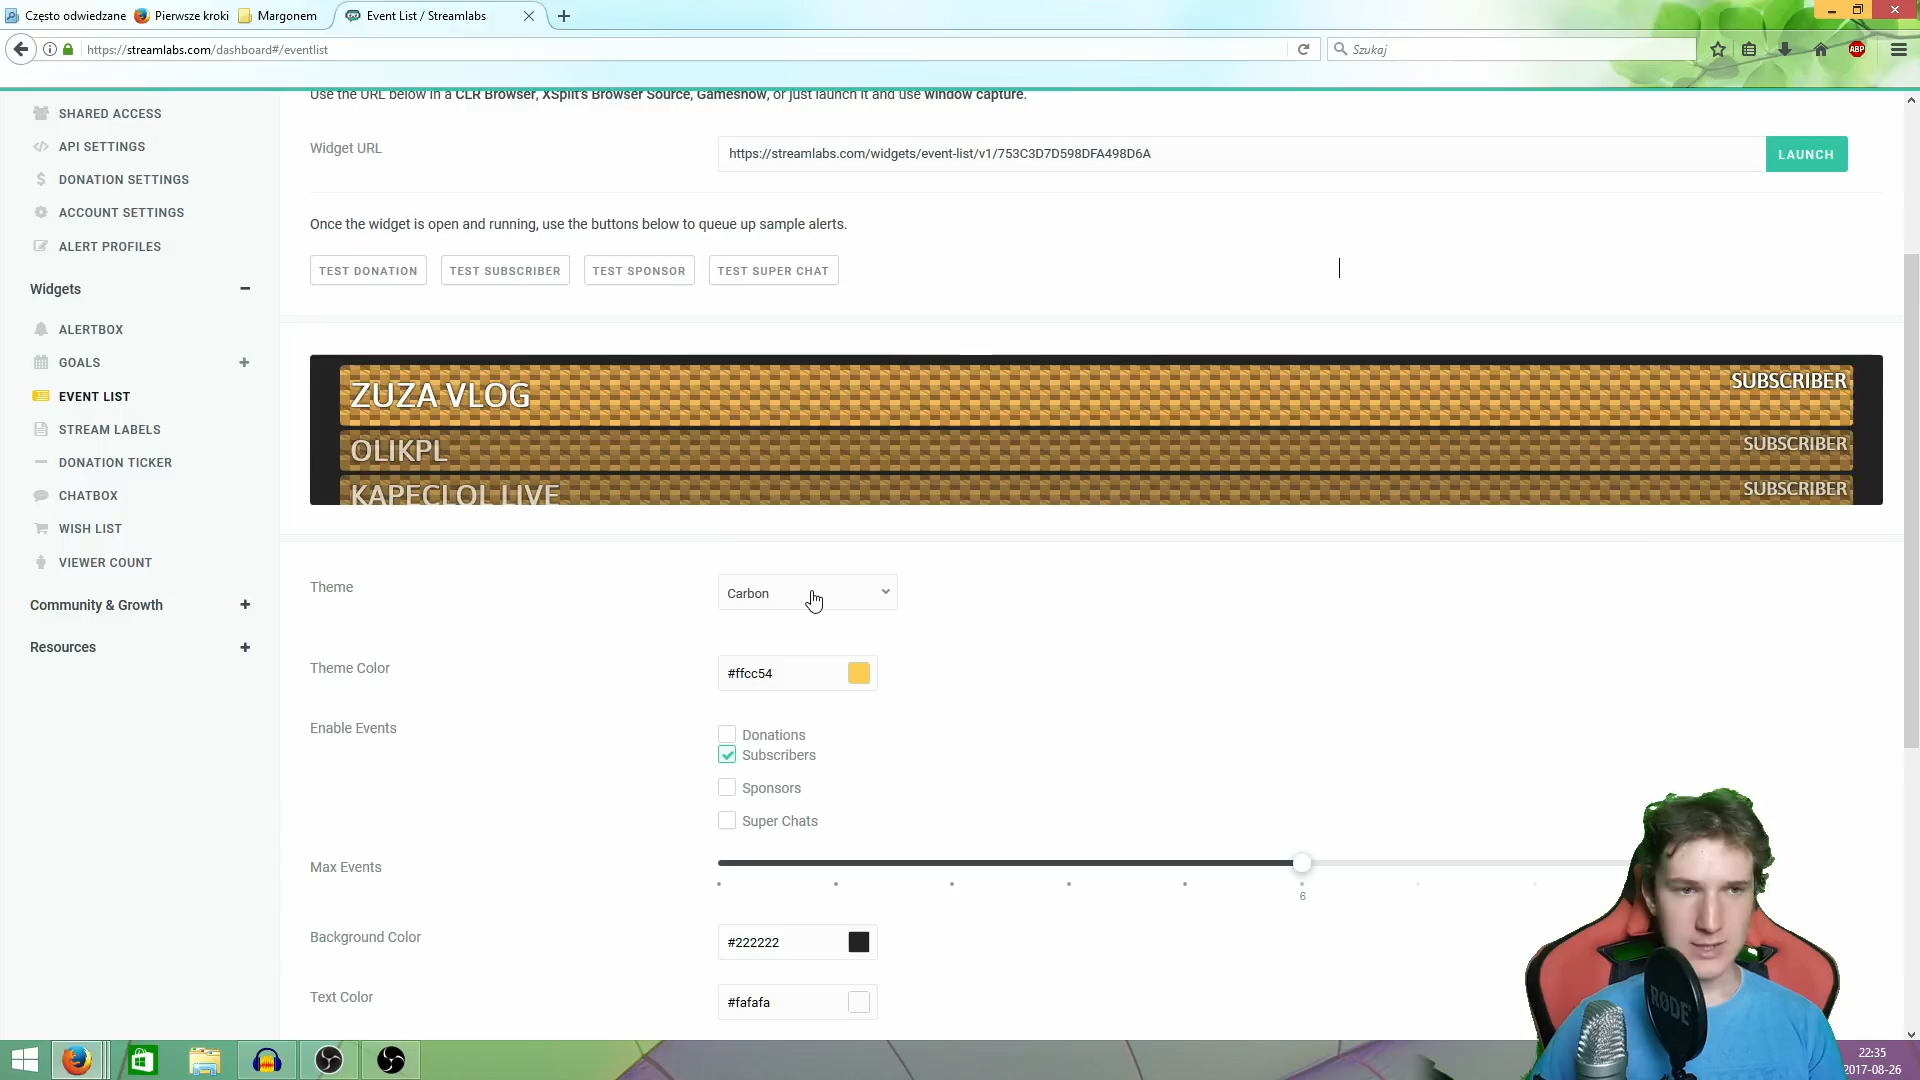 Często odwiedzane
Pierwsze kroki
Margonem
Event List / Streamlabs
https://streamlabs.com/dashboard#/eventlist
Szukaj
ABP
Use the URL below in a CLR Browser, XSplit's Browser Source, Gameshow, or just launch it and use window capture.
SHARED ACCESS
API SETTINGS
DONATION SETTINGS
ACCOUNT SETTINGS
ALERT PROFILES
Widgets
ALERTBOX
GOALS
EVENT LIST
STREAM LABELS
DONATION TICKER
CHATBOX
WISH LIST
VIEWER COUNT
Community & Growth
Resources
Widget URL
https://streamlabs.com/widgets/event-list/v1/753C3D7D598DFA498D6A
LAUNCH
Once the widget is open and running, use the buttons below to queue up sample alerts.
TEST DONATION
TEST SUBSCRIBER
TEST SPONSOR
TEST SUPER CHAT
ZUZA VLOG
SUBSCRIBER
OLIKPL
SUBSCRIBER
KAPECLOL LIVE
SUBSCRIBER
Theme
Carbon
Theme Color
#ffcc54
Enable Events
Donations
Subscribers
Sponsors
Super Chats
Max Events
6
Background Color
#222222
Text Color
#fafafa
RØDE
22:35
2017-08-26